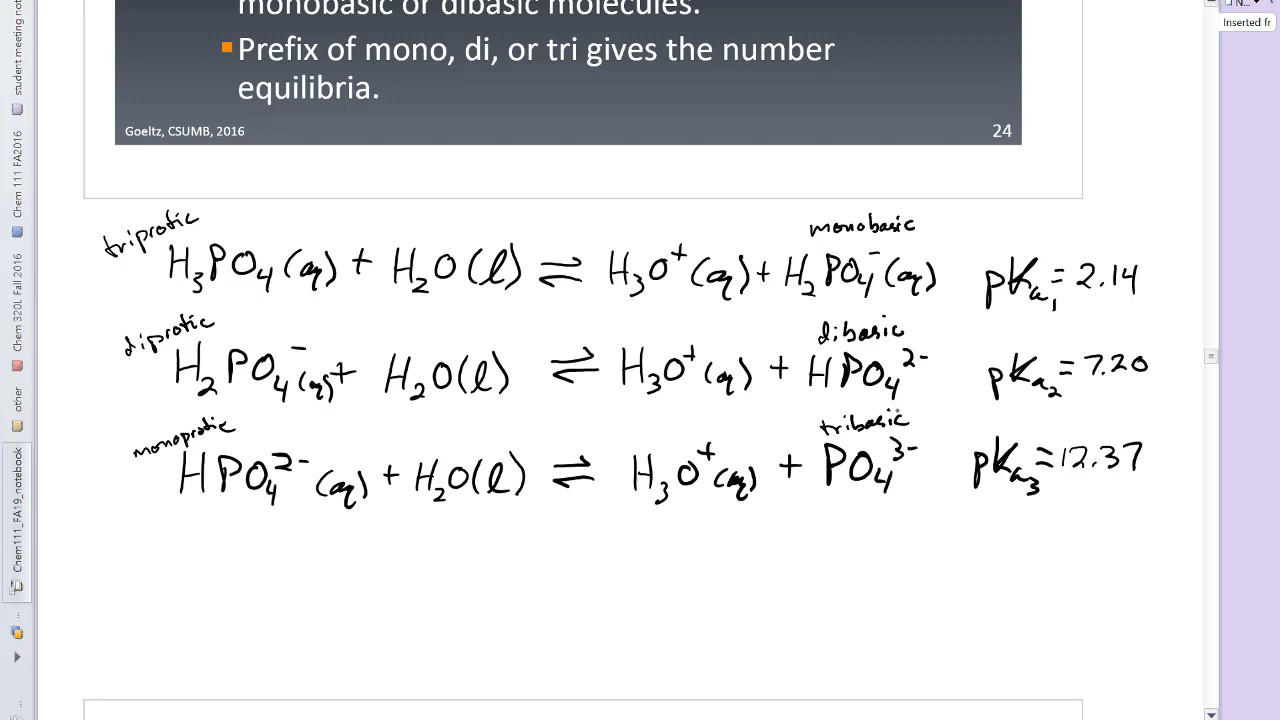 monobasic or dibasic molecules.
Prefix of mono, di, or tri gives the number
equilibria.
Goeltz, CSUMB, 2016
24
N...
Inserted fr
student meeting not
Chem 111 FA2016
Chem 320L Fall 2016
other
Chem111_FA19_notebook
triprotic
monobasic
H₃PO₄(aq) + H₂O(l) ⇌ H₃O⁺(aq) + H₂PO₄⁻(aq) pKa₁ = 2.14
diprotic
dibasic
H₂PO₄⁻(aq) + H₂O(l) ⇌ H₃O⁺(aq) + HPO₄²⁻ pKa₂ = 7.20
monoprotic
tribasic
HPO₄²⁻(aq) + H₂O(l) ⇌ H₃O⁺(aq) + PO₄³⁻ pKa₃ = 12.37